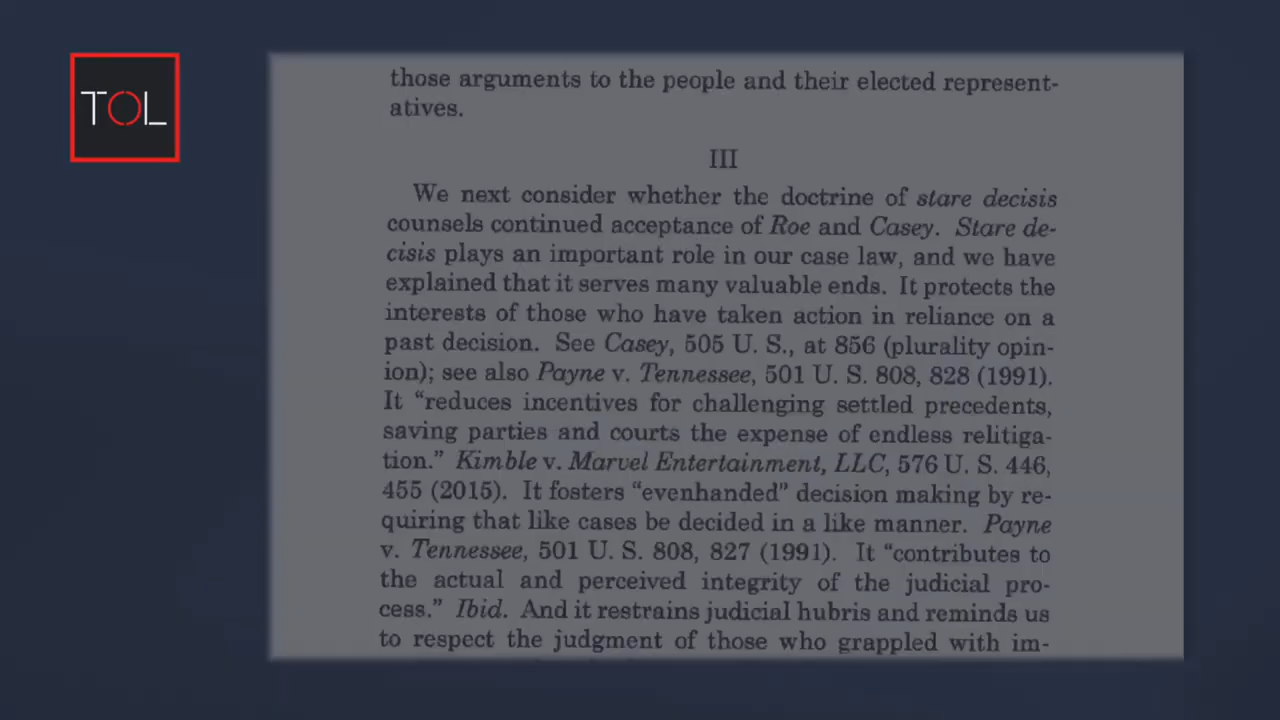 TOL
those arguments to the people and their elected represent-
atives.
III
We next consider whether the doctrine of stare decisis
counsels continued acceptance of Roe and Casey. Stare de-
cisis plays an important role in our case law, and we have
explained that it serves many valuable ends. It protects the
interests of those who have taken action in reliance on a
past decision. See Casey, 505 U. S., at 856 (plurality opin-
ion); see also Payne v. Tennessee, 501 U. S. 808, 828 (1991).
It “reduces incentives for challenging settled precedents,
saving parties and courts the expense of endless relitiga-
tion.” Kimble v. Marvel Entertainment, LLC, 576 U. S. 446,
455 (2015). It fosters “evenhanded” decision making by re-
quiring that like cases be decided in a like manner. Payne
v. Tennessee, 501 U. S. 808, 827 (1991). It “contributes to
the actual and perceived integrity of the judicial pro-
cess.” Ibid. And it restrains judicial hubris and reminds us
to respect the judgment of those who grappled with im-